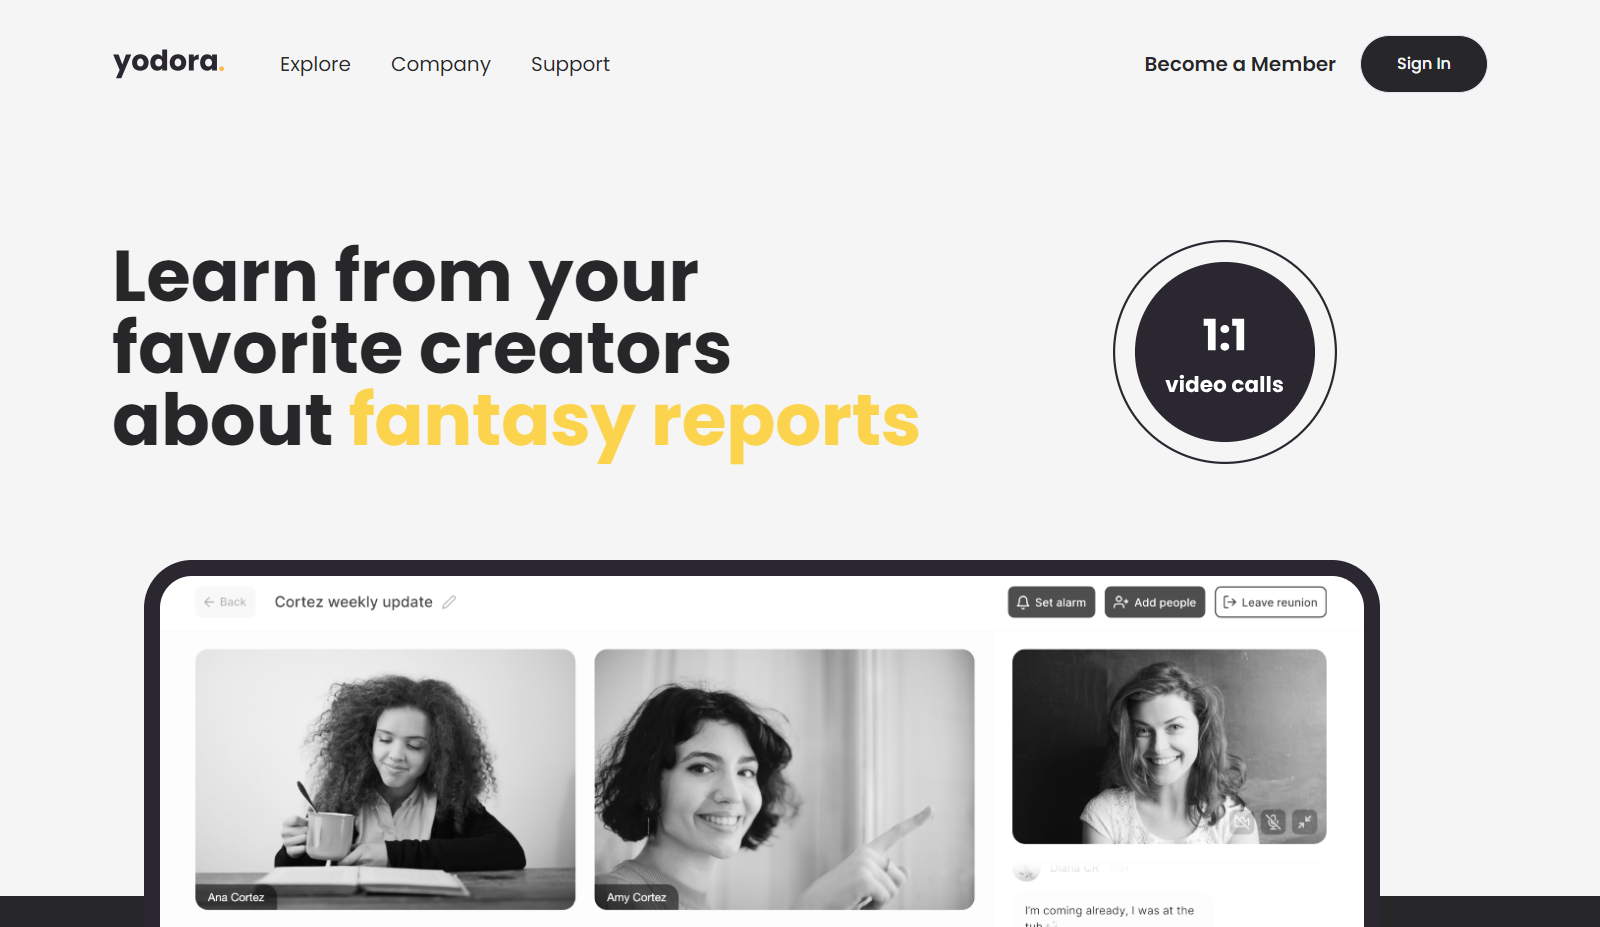 yodora.
Explore
Company
Support
Become a Member
Sign In
Learn from your
favorite creators
about fantasy reports
1:1
video calls
Back
Cortez weekly update
Set alarm
Add people
Leave reunion
Ana Cortez
Amy Cortez
Diana CR
I'm coming already, I was at the
tub